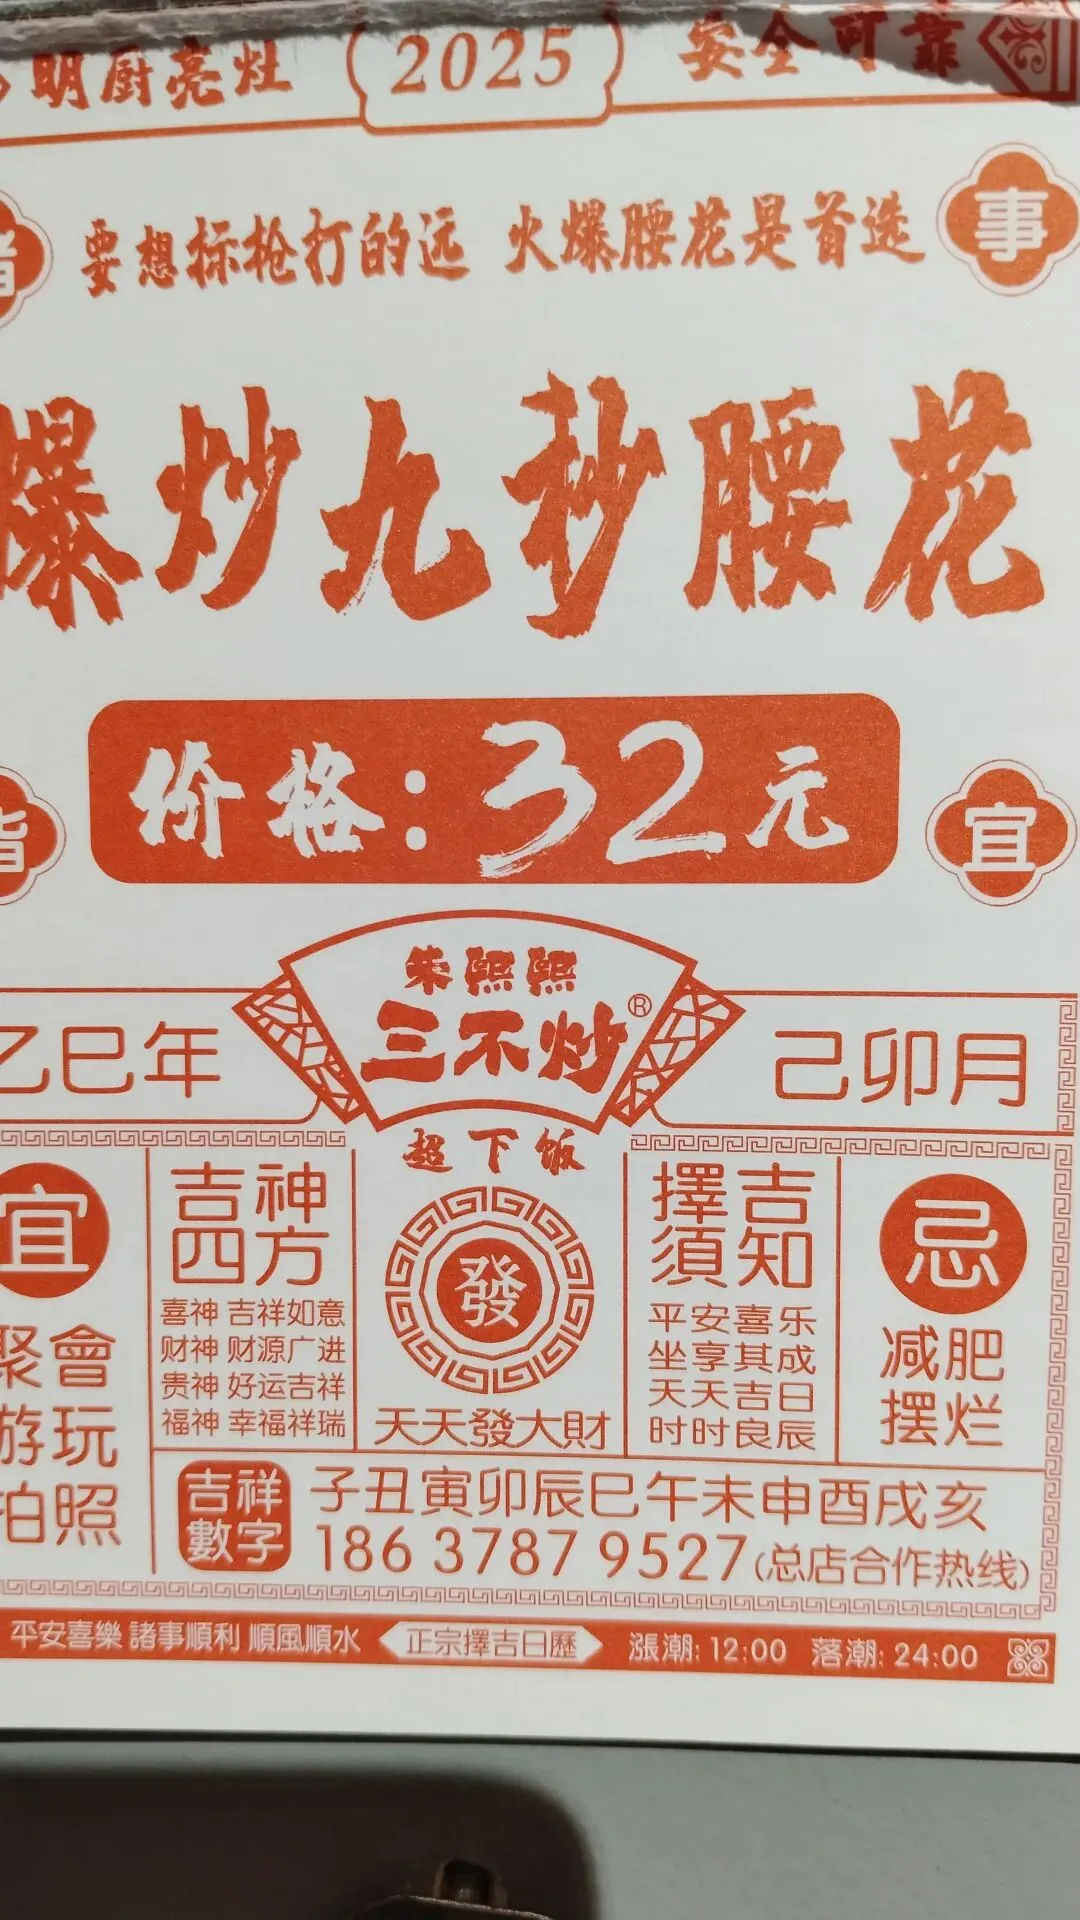 明厨亮灶
2025
安全可靠
事
要想标枪打的远 火爆腰花是首选
爆炒九秒腰花
价格:32元
皆
宜
朱熙熙
三不炒®
超下饭
乙巳年
己卯月
宜
聚會
游玩
拍照
吉神
四方
喜神 吉祥如意
财神 财源广进
贵神 好运吉祥
福神 幸福祥瑞
發
天天發大財
擇吉
須知
平安喜乐
坐享其成
天天吉日
时时良辰
忌
减肥
摆烂
吉祥
數字
子丑寅卯辰巳午未申酉戌亥
186 3787 9527(总店合作热线)
平安喜樂 諸事順利 順風順水
正宗擇吉日歷
漲潮: 12:00 落潮: 24:00